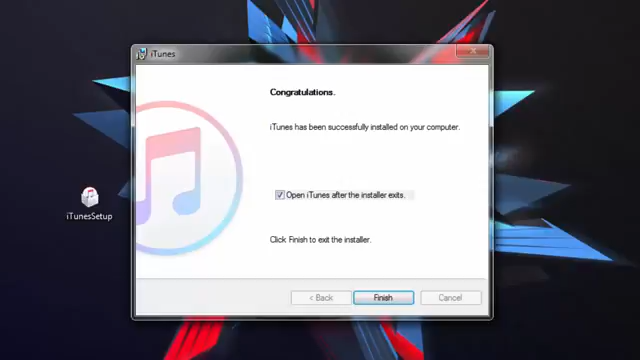 iTunes
Congratulations.
iTunes has been successfully installed on your computer.
iTunesSetup
Open iTunes after the installer exits.
Click Finish to exit the installer.
< Back
Finish
Cancel